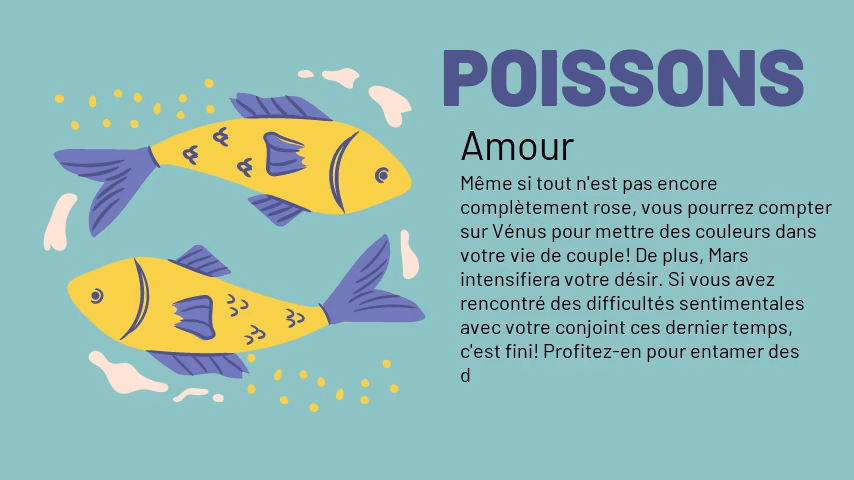 POISSONS
Amour
Même si tout n'est pas encore
complètement rose, vous pourrez compter
sur Vénus pour mettre des couleurs dans
votre vie de couple! De plus, Mars
intensifiera votre désir. Si vous avez
rencontré des difficultés sentimentales
avec votre conjoint ces dernier temps,
c'est fini! Profitez-en pour entamer des
d